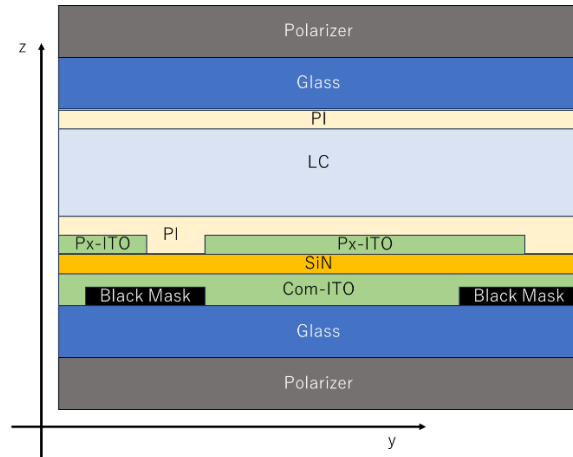 Polarizer
z
Glass
PI
LC
Px-ITO
PI
Px-ITO
SiN
Com-ITO
Black Mask
Black Mask
Glass
Polarizer
y